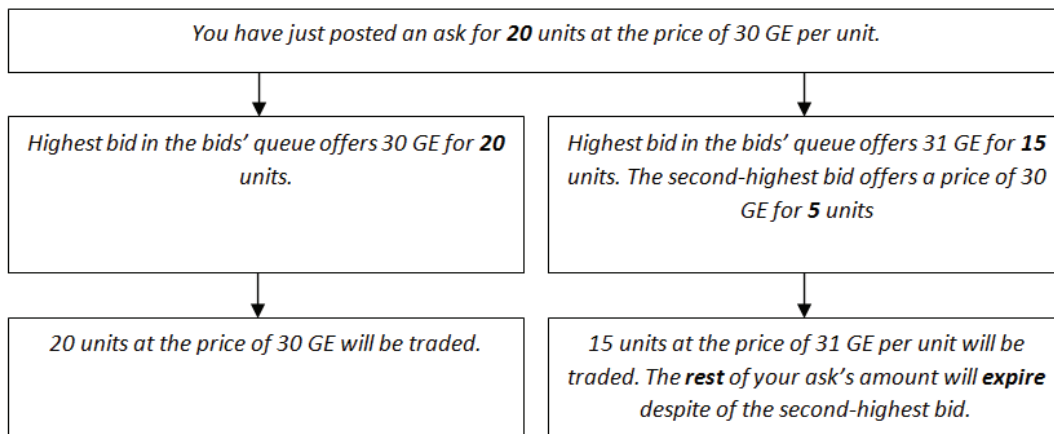 You have just posted an ask for 20 units at the price of 30 GE per unit.
Highest bid in the bids’ queue offers 30 GE for 20
units.
Highest bid in the bids’ queue offers 31 GE for 15
units. The second-highest bid offers a price of 30
GE for 5 units
20 units at the price of 30 GE will be traded.
15 units at the price of 31 GE per unit will be
traded. The rest of your ask’s amount will expire
despite of the second-highest bid.